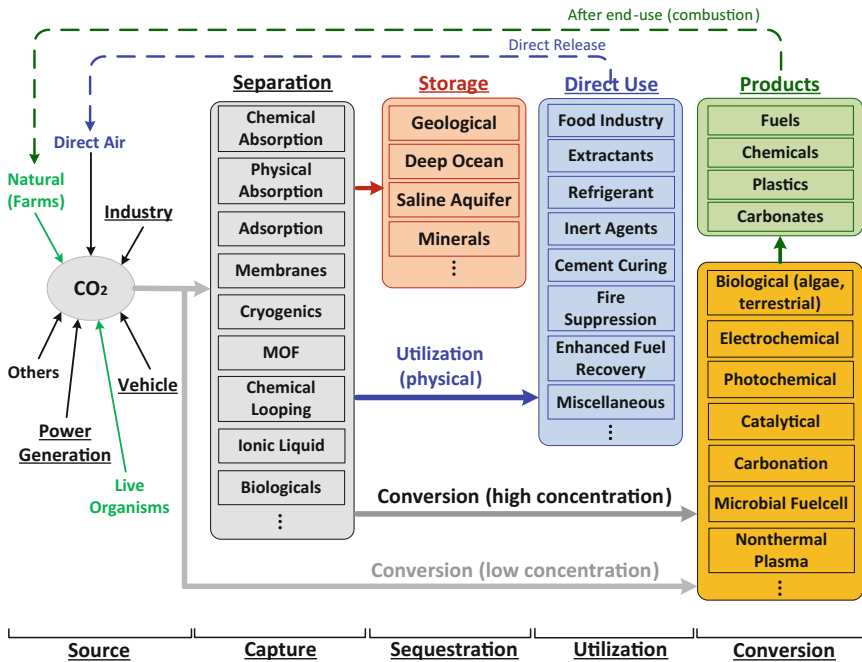 After end-use (combustion)
Direct Release
Separation
Storage
Direct Use
Products
Direct Air
Natural
(Farms)
Industry
CO₂
Others
Vehicle
Power
Generation
Live
Organisms
Chemical
Absorption
Physical
Absorption
Adsorption
Membranes
Cryogenics
MOF
Chemical
Looping
Ionic Liquid
Biologicals
Geological
Deep Ocean
Saline Aquifer
Minerals
Utilization
(physical)
Food Industry
Extractants
Refrigerant
Inert Agents
Cement Curing
Fire
Suppression
Enhanced Fuel
Recovery
Miscellaneous
Fuels
Chemicals
Plastics
Carbonates
Biological (algae,
terrestrial)
Electrochemical
Photochemical
Catalytical
Carbonation
Microbial Fuelcell
Nonthermal
Plasma
Conversion (high concentration)
Conversion (low concentration)
Source
Capture
Sequestration
Utilization
Conversion